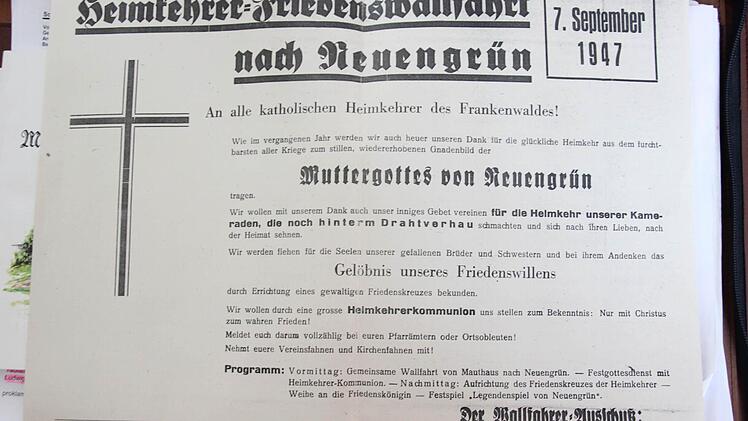 Heimkehrer-Friedenswallfahrt
nach Neuengrün
7. September
1947
An alle katholischen Heimkehrer des Frankenwaldes!
Wie im vergangenen Jahr werden wir auch heuer unseren Dank für die glückliche Heimkehr aus dem furcht-
barsten aller Kriege zum stillen, wiedererhobenen Gnadenbild der
Muttergottes von Neuengrün
tragen.
Wir wollen mit unserem Dank auch unser inniges Gebet vereinen für die Heimkehr unserer Kame-
raden, die noch hinterm Drahtverhau schmachten und sich nach ihren Lieben, nach
der Heimat sehnen.
Wir werden flehen für die Seelen unserer gefallenen Brüder und Schwestern und bei ihrem Andenken das
Gelöbnis unseres Friedenswillens
durch Errichtung eines gewaltigen Friedenskreuzes bekunden.
Wir wollen durch eine grosse Heimkehrerkommunion uns stellen zum Bekenntnis: Nur mit Christus
zum wahren Frieden!
Meldet euch darum vollzählig bei euren Pfarrämtern oder Ortsobleuten!
Nehmt euere Vereinsfahnen und Kirchenfahnen mit!
Programm: Vormittag: Gemeinsame Wallfahrt von Mauthaus nach Neuengrün. — Festgottesdienst mit
Heimkehrer-Kommunion. — Nachmittag: Aufrichtung des Friedenskreuzes der Heimkehrer —
Weihe an die Friedenskönigin — Festspiel „Legendenspiel von Neuengrün".
Der Wallfahrer-Ausschuß:
M
Ludwig
proklam